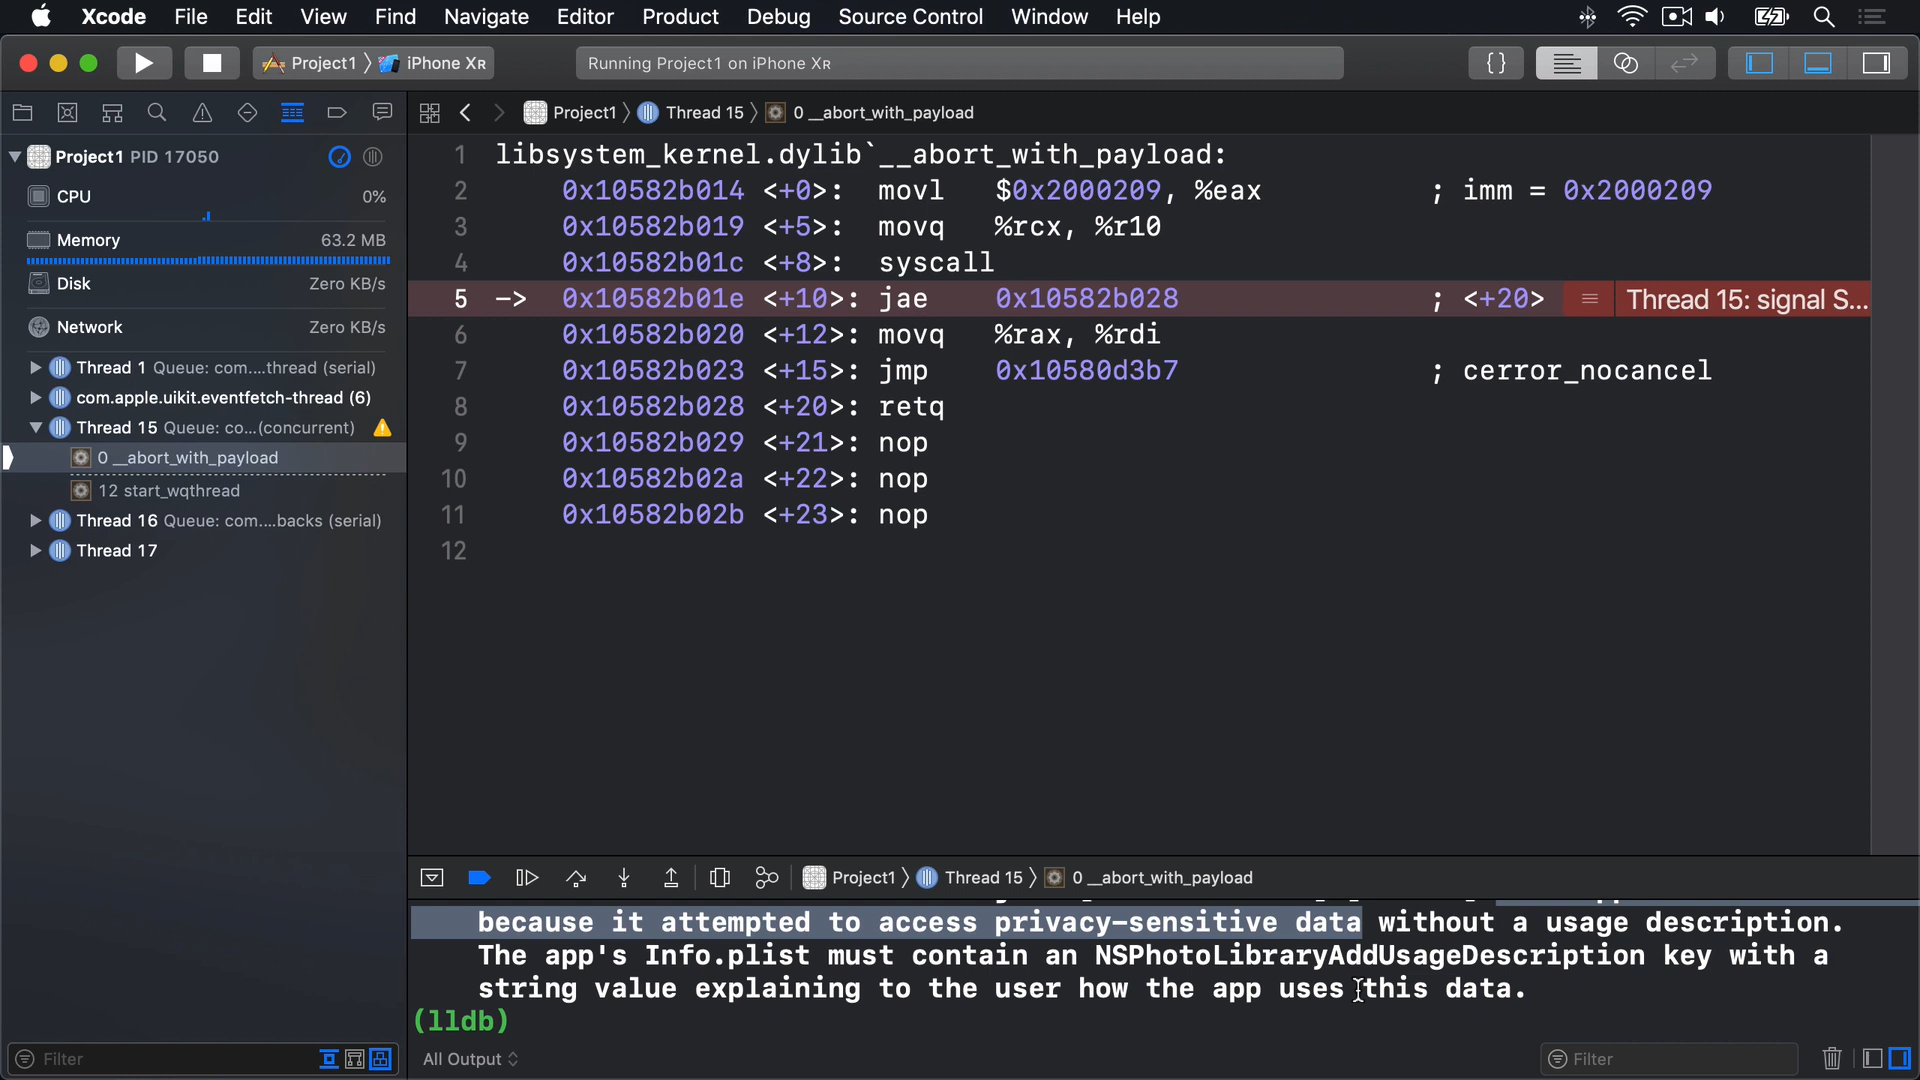 Xcode File Edit View Find Navigate Editor Product Debug Source Control Window Help
Project1 iPhone XR Running Project1 on iPhone XR {}
Project1 Thread 15 0 __abort_with_payload
Project1 PID 17050
CPU 0%
Memory 63.2 MB
Disk Zero KB/s
Network Zero KB/s
Thread 1 Queue: com....thread (serial)
com.apple.uikit.eventfetch-thread (6)
Thread 15 Queue: co...(concurrent)
0 __abort_with_payload
12 start_wqthread
Thread 16 Queue: com....backs (serial)
Thread 17
Filter
1 libsystem_kernel.dylib`__abort_with_payload:
2 0x10582b014 <+0>: movl $0x2000209, %eax ; imm = 0x2000209
3 0x10582b019 <+5>: movq %rcx, %r10
4 0x10582b01c <+8>: syscall
5 -> 0x10582b01e <+10>: jae 0x10582b028 ; <+20> Thread 15: signal S...
6 0x10582b020 <+12>: movq %rax, %rdi
7 0x10582b023 <+15>: jmp 0x10580d3b7 ; cerror_nocancel
8 0x10582b028 <+20>: retq
9 0x10582b029 <+21>: nop
10 0x10582b02a <+22>: nop
11 0x10582b02b <+23>: nop
12
Project1 Thread 15 0 __abort_with_payload
because it attempted to access privacy-sensitive data without a usage description.
The app's Info.plist must contain an NSPhotoLibraryAddUsageDescription key with a
string value explaining to the user how the app uses this data.
(lldb)
All Output Filter